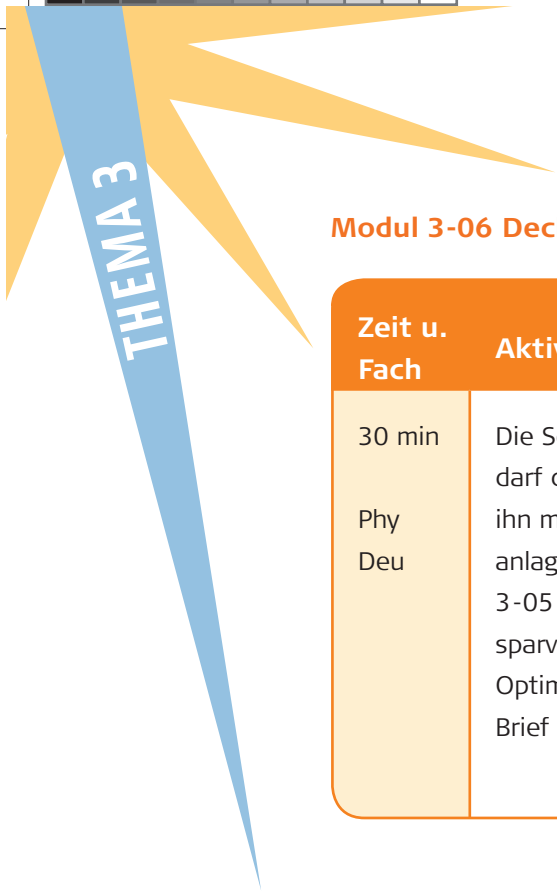 THEMA 3
Modul 3-06 Dec
Zeit u.
Fach
Aktiv
30 min
Phy
Deu
Die S
darf
ihn m
anlag
3-05
sparv
Optim
Brief